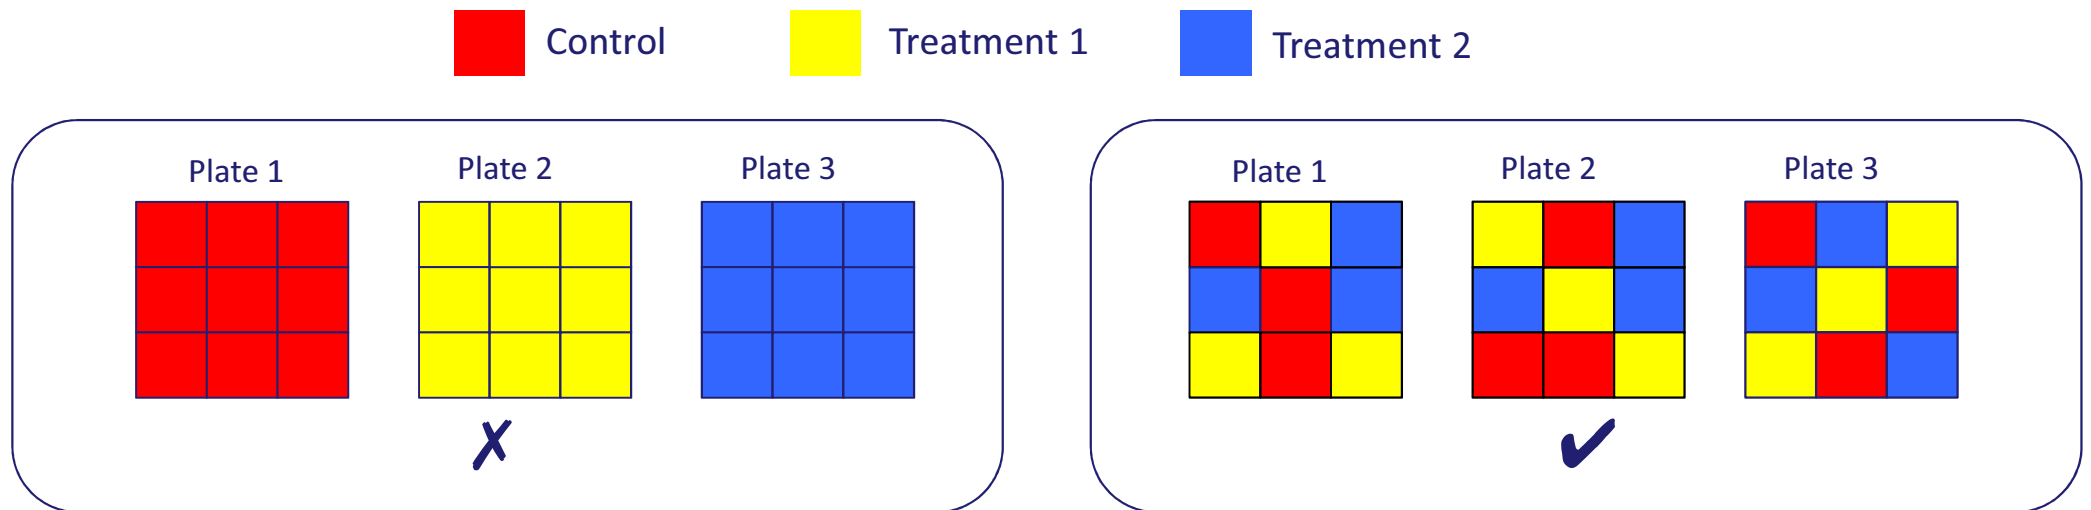 Control
Treatment 1
Treatment 2
Plate 1
Plate 2
Plate 3
✗
Plate 1
Plate 2
Plate 3
✔